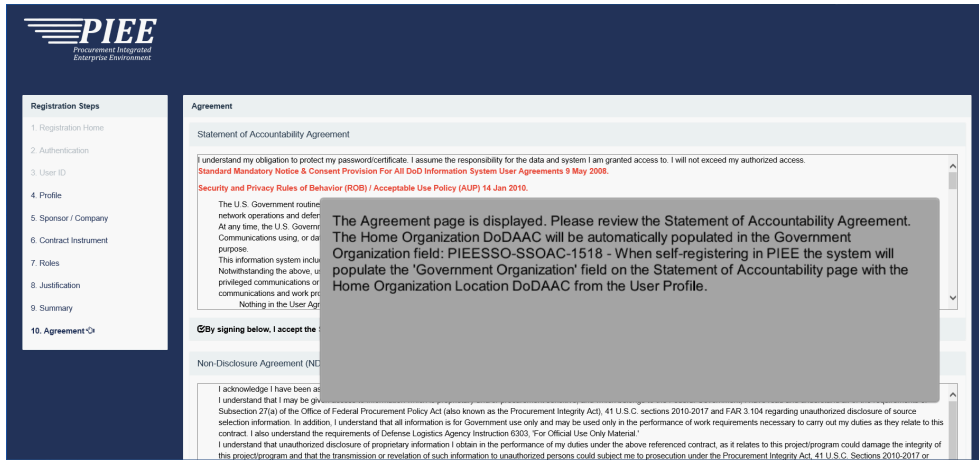 PIEE
Procurement Integrated
Enterprise Environment
Registration Steps
1. Registration Home
2. Authentication
3. User ID
4. Profile
5. Sponsor / Company
6. Contract Instrument
7. Roles
8. Justification
9. Summary
10. Agreement
Agreement
Statement of Accountability Agreement
I understand my obligation to protect my password/certificate. I assume the responsibility for the data and system I am granted access to. I will not exceed my authorized access.
Standard Mandatory Notice & Consent Provision For All DoD Information System User Agreements 9 May 2008.
Security and Privacy Rules of Behavior (ROB) / Acceptable Use Policy (AUP) 14 Jan 2010.
The U.S. Government routine
network operations and defen
At any time, the U.S. Governm
Communications using, or da
purpose.
This information system inclu
Notwithstanding the above, u
privileged communications or
communications and work pro
Nothing in the User Agr
The Agreement page is displayed. Please review the Statement of Accountability Agreement.
The Home Organization DoDAAC will be automatically populated in the Government
Organization field: PIEESSO-SSOAC-1518 - When self-registering in PIEE the system will
populate the 'Government Organization' field on the Statement of Accountability page with the
Home Organization Location DoDAAC from the User Profile.
By signing below, I accept the
Non-Disclosure Agreement (ND
I acknowledge I have been as
I understand that I may be giv
Subsection 27(a) of the Office of Federal Procurement Policy Act (also known as the Procurement Integrity Act), 41 U.S.C. sections 2010-2017 and FAR 3.104 regarding unauthorized disclosure of source
selection information. In addition, I understand that all information is for Government use only and may be used only in the performance of work requirements necessary to carry out my duties as they relate to this
contract. I also understand the requirements of Defense Logistics Agency Instruction 6303, 'For Official Use Only Material.'
I understand that unauthorized disclosure of proprietary information I obtain in the performance of my duties under the above referenced contract, as it relates to this project/program could damage the integrity of
this project/program and that the transmission or revelation of such information to unauthorized persons could subject me to prosecution under the Procurement Integrity Act, 41 U.S.C. Sections 2010-2017 or